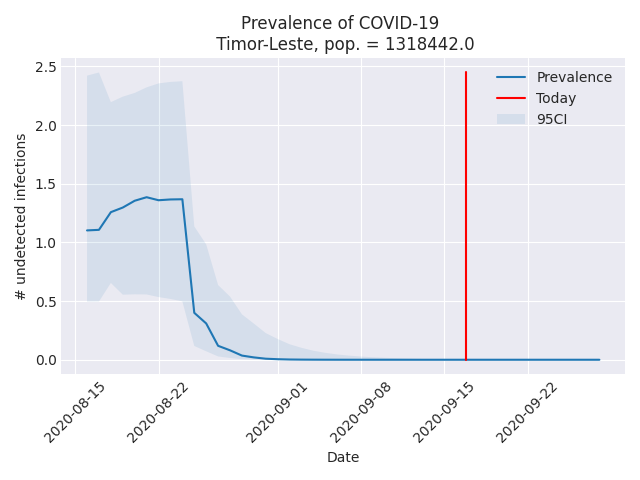 Prevalence of COVID-19
Timor-Leste, pop. = 1318442.0
Prevalence
Today
95CI
# undetected infections
2.5
2.0
1.5
1.0
0.5
0.0
2020-08-15
2020-08-22
2020-09-01
2020-09-08
2020-09-15
2020-09-22
Date